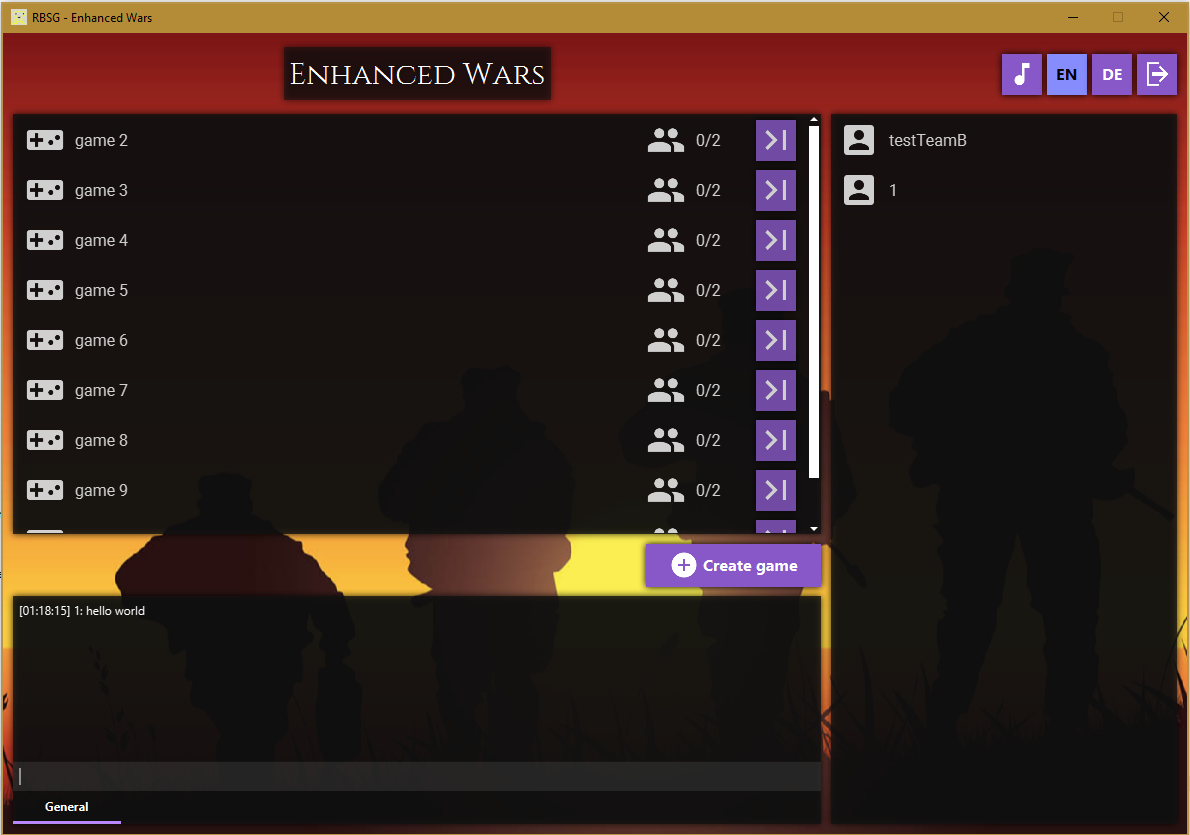 RBSG - Enhanced Wars
Enhanced Wars
EN
DE
game 2 0/2
game 3 0/2
game 4 0/2
game 5 0/2
game 6 0/2
game 7 0/2
game 8 0/2
game 9 0/2
testTeamB
1
Create game
[01:18:15] 1: hello world
General